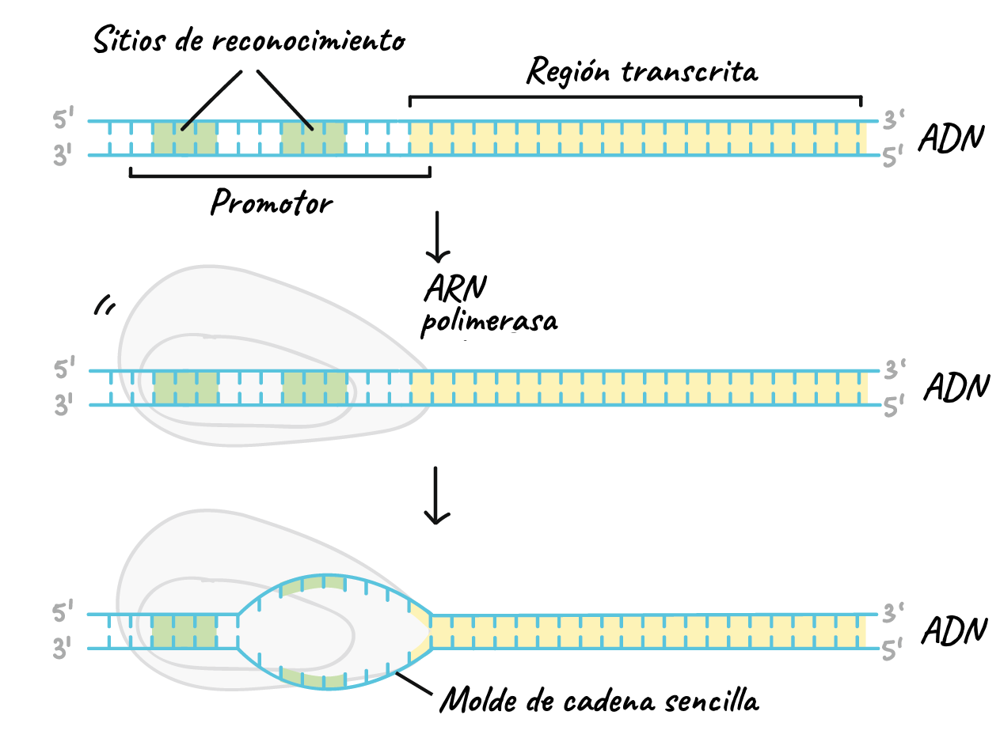 Sitios de reconocimiento
Región transcrita
5' 3'
3' 5'
ADN
Promotor
ARN
polimerasa
5' 3'
3' 5'
ADN
5' 3'
3' 5'
ADN
Molde de cadena sencilla